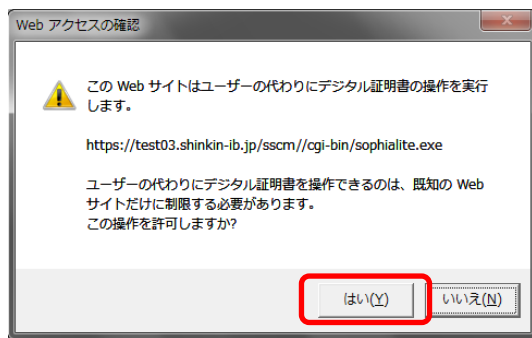 Web アクセスの確認
この Web サイトはユーザーの代わりにデジタル証明書の操作を実行
します。
https://test03.shinkin-ib.jp/sscm//cgi-bin/sophialite.exe
ユーザーの代わりにデジタル証明書を操作できるのは、既知の Web
サイトだけに制限する必要があります。
この操作を許可しますか?
はい(Y) いいえ(N)